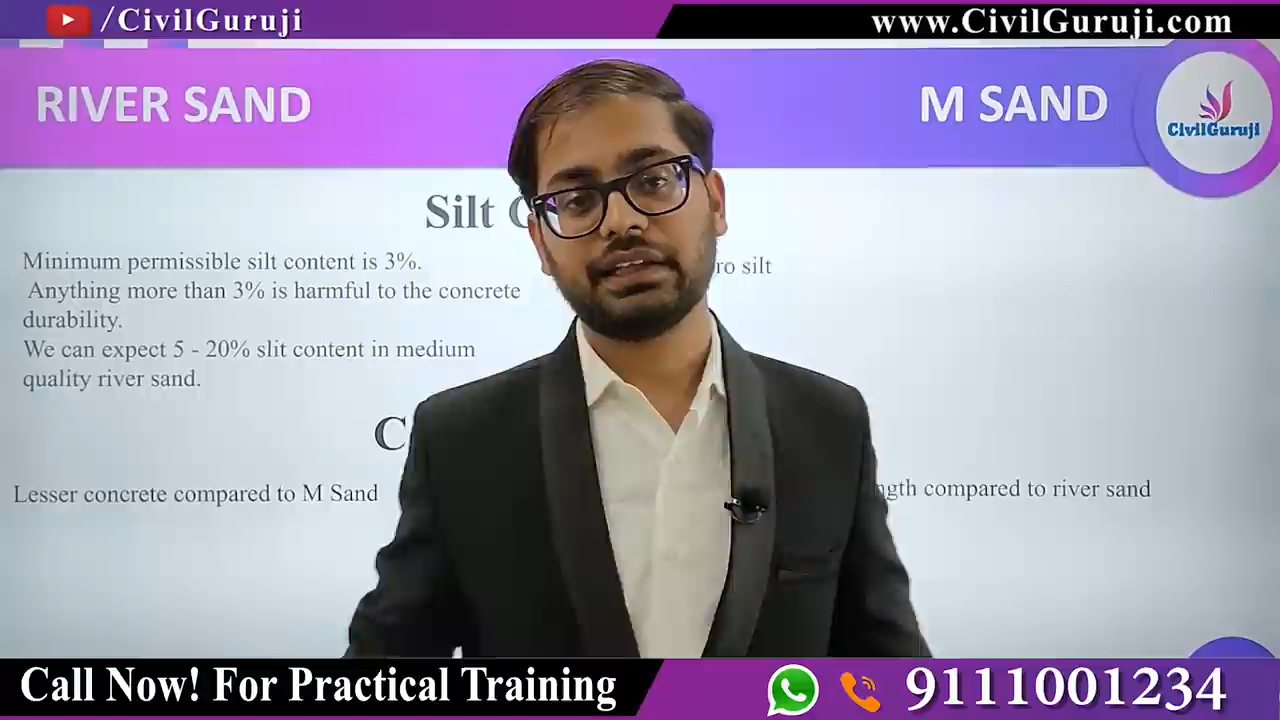 /CivilGuruji
www.CivilGuruji.com
RIVER SAND
M SAND
CivilGuruji
Silt
Minimum permissible silt content is 3%.
Anything more than 3% is harmful to the concrete
durability.
We can expect 5 - 20% slit content in medium
quality river sand.
silt
Lesser concrete compared to M Sand
compared to river sand
Call Now! For Practical Training
9111001234